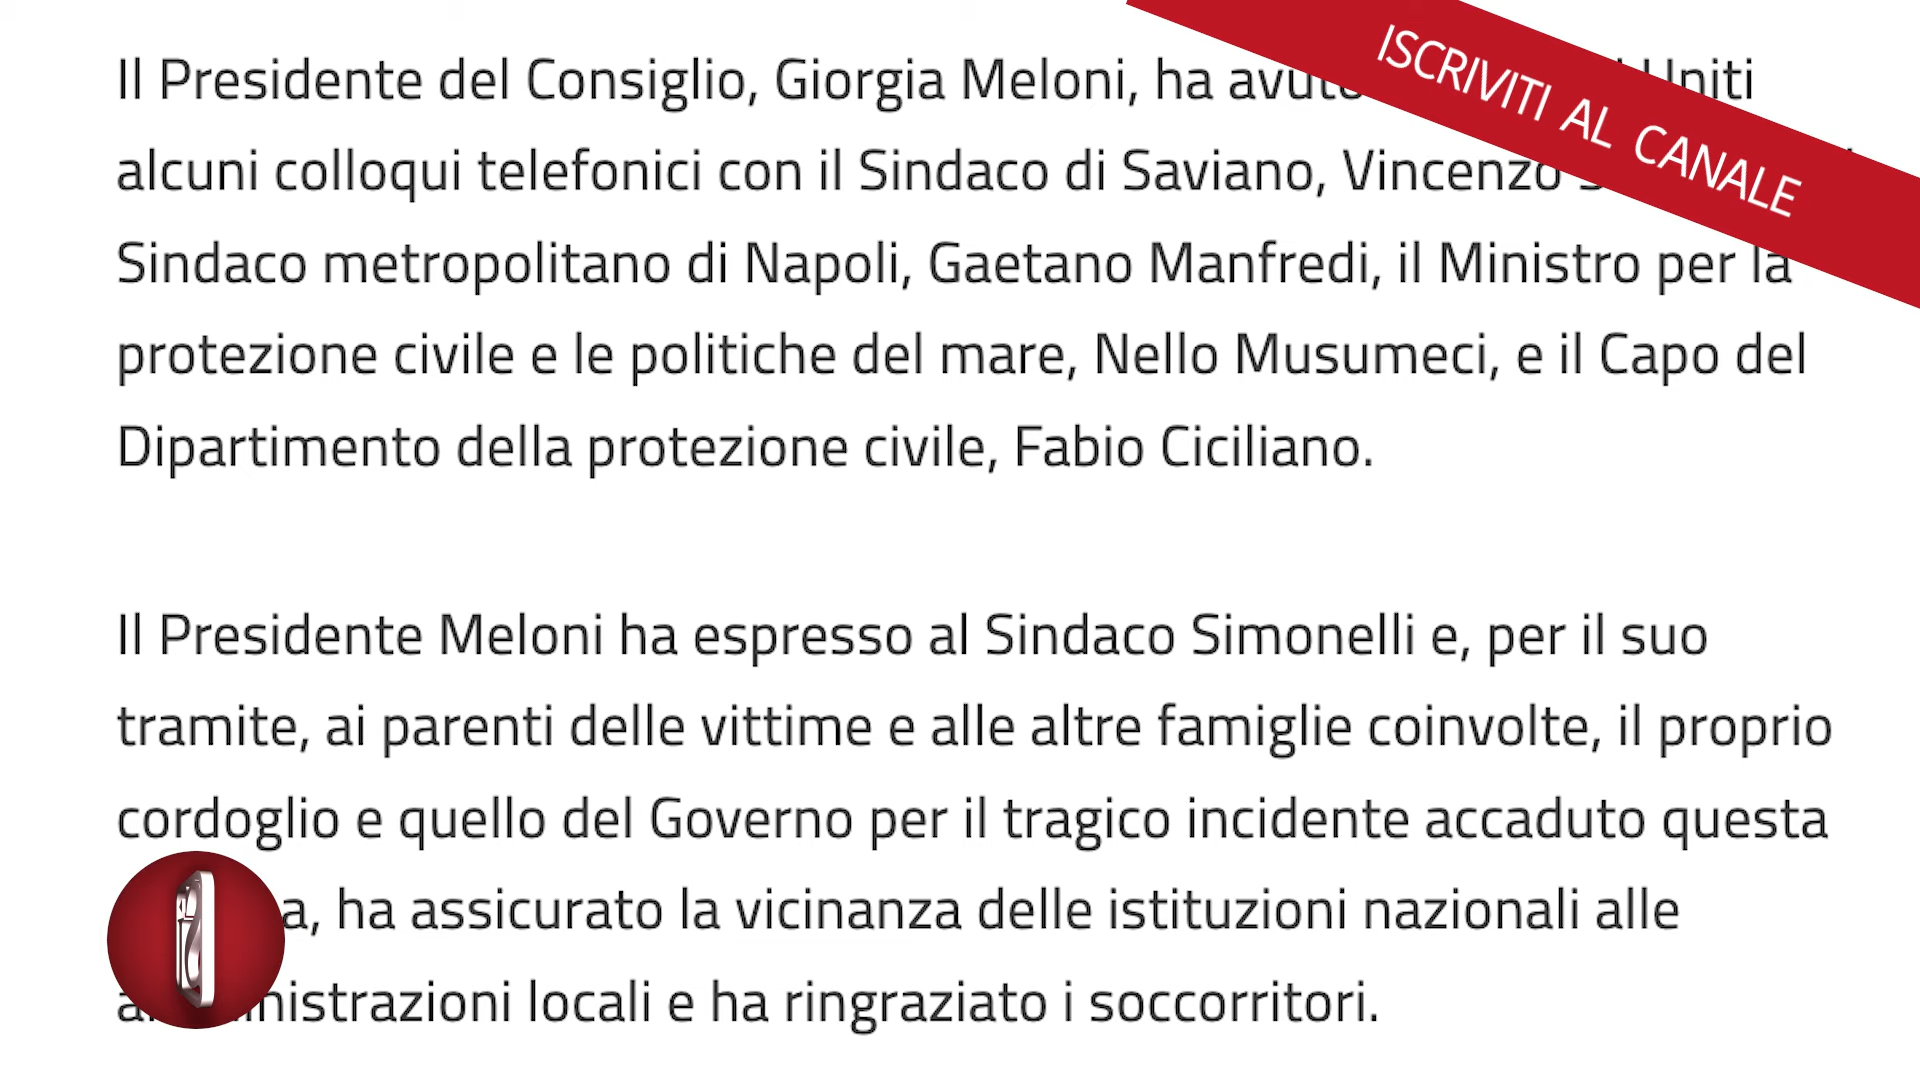 Il Presidente del Consiglio, Giorgia Meloni, ha Uniti
alcuni colloqui telefonici con il Sindaco di Saviano, Vincenzo
Sindaco metropolitano di Napoli, Gaetano Manfredi, il Ministro per la
protezione civile e le politiche del mare, Nello Musumeci, e il Capo del
Dipartimento della protezione civile, Fabio Ciciliano.
Il Presidente Meloni ha espresso al Sindaco Simonelli e, per il suo
tramite, ai parenti delle vittime e alle altre famiglie coinvolte, il proprio
cordoglio e quello del Governo per il tragico incidente accaduto questa
ha assicurato la vicinanza delle istituzioni nazionali alle
locali e ha ringraziato i soccorritori.
ISCRIVITI AL CANALE